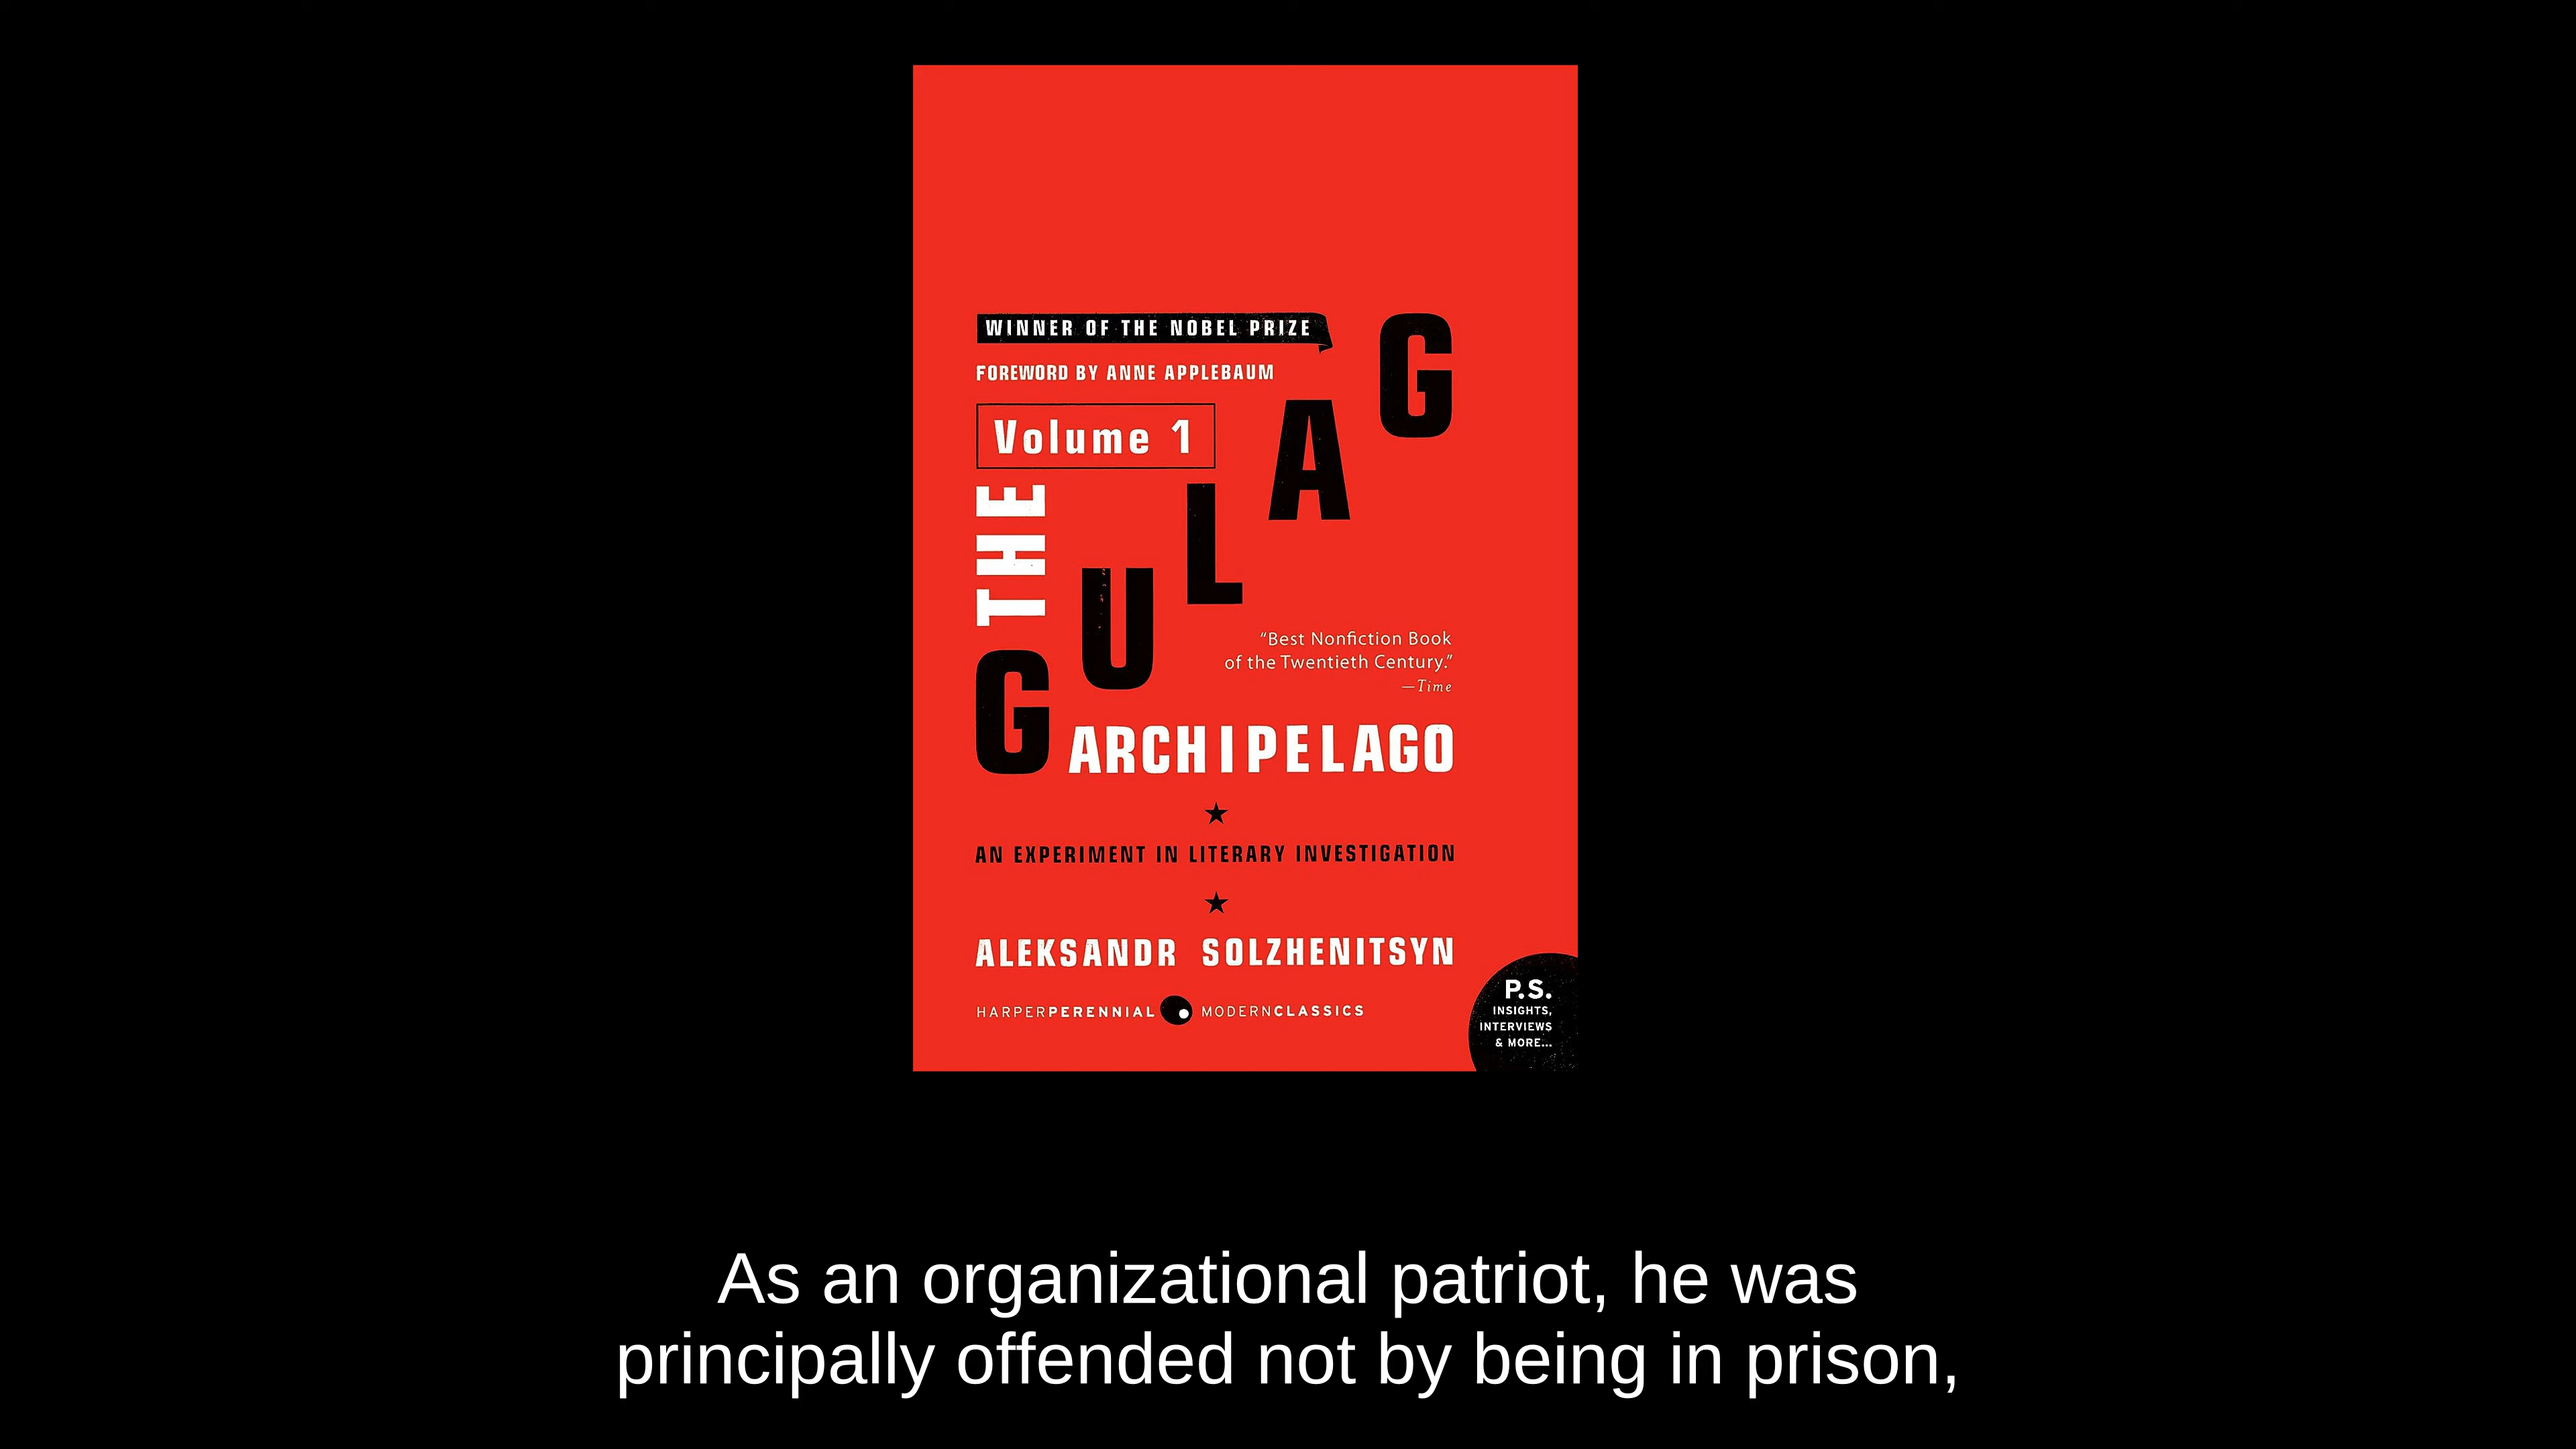 WINNER OF THE NOBEL PRIZE
FOREWORD BY ANNE APPLEBAUM
Volume 1
THE
GULAG
ARCHIPELAGO
“Best Nonfiction Book
of the Twentieth Century.”
—Time
AN EXPERIMENT IN LITERARY INVESTIGATION
ALEKSANDR SOLZHENITSYN
HARPERPERENNIAL MODERNCLASSICS
P.S.
INSIGHTS,
INTERVIEWS
& MORE...
As an organizational patriot, he was
principally offended not by being in prison,